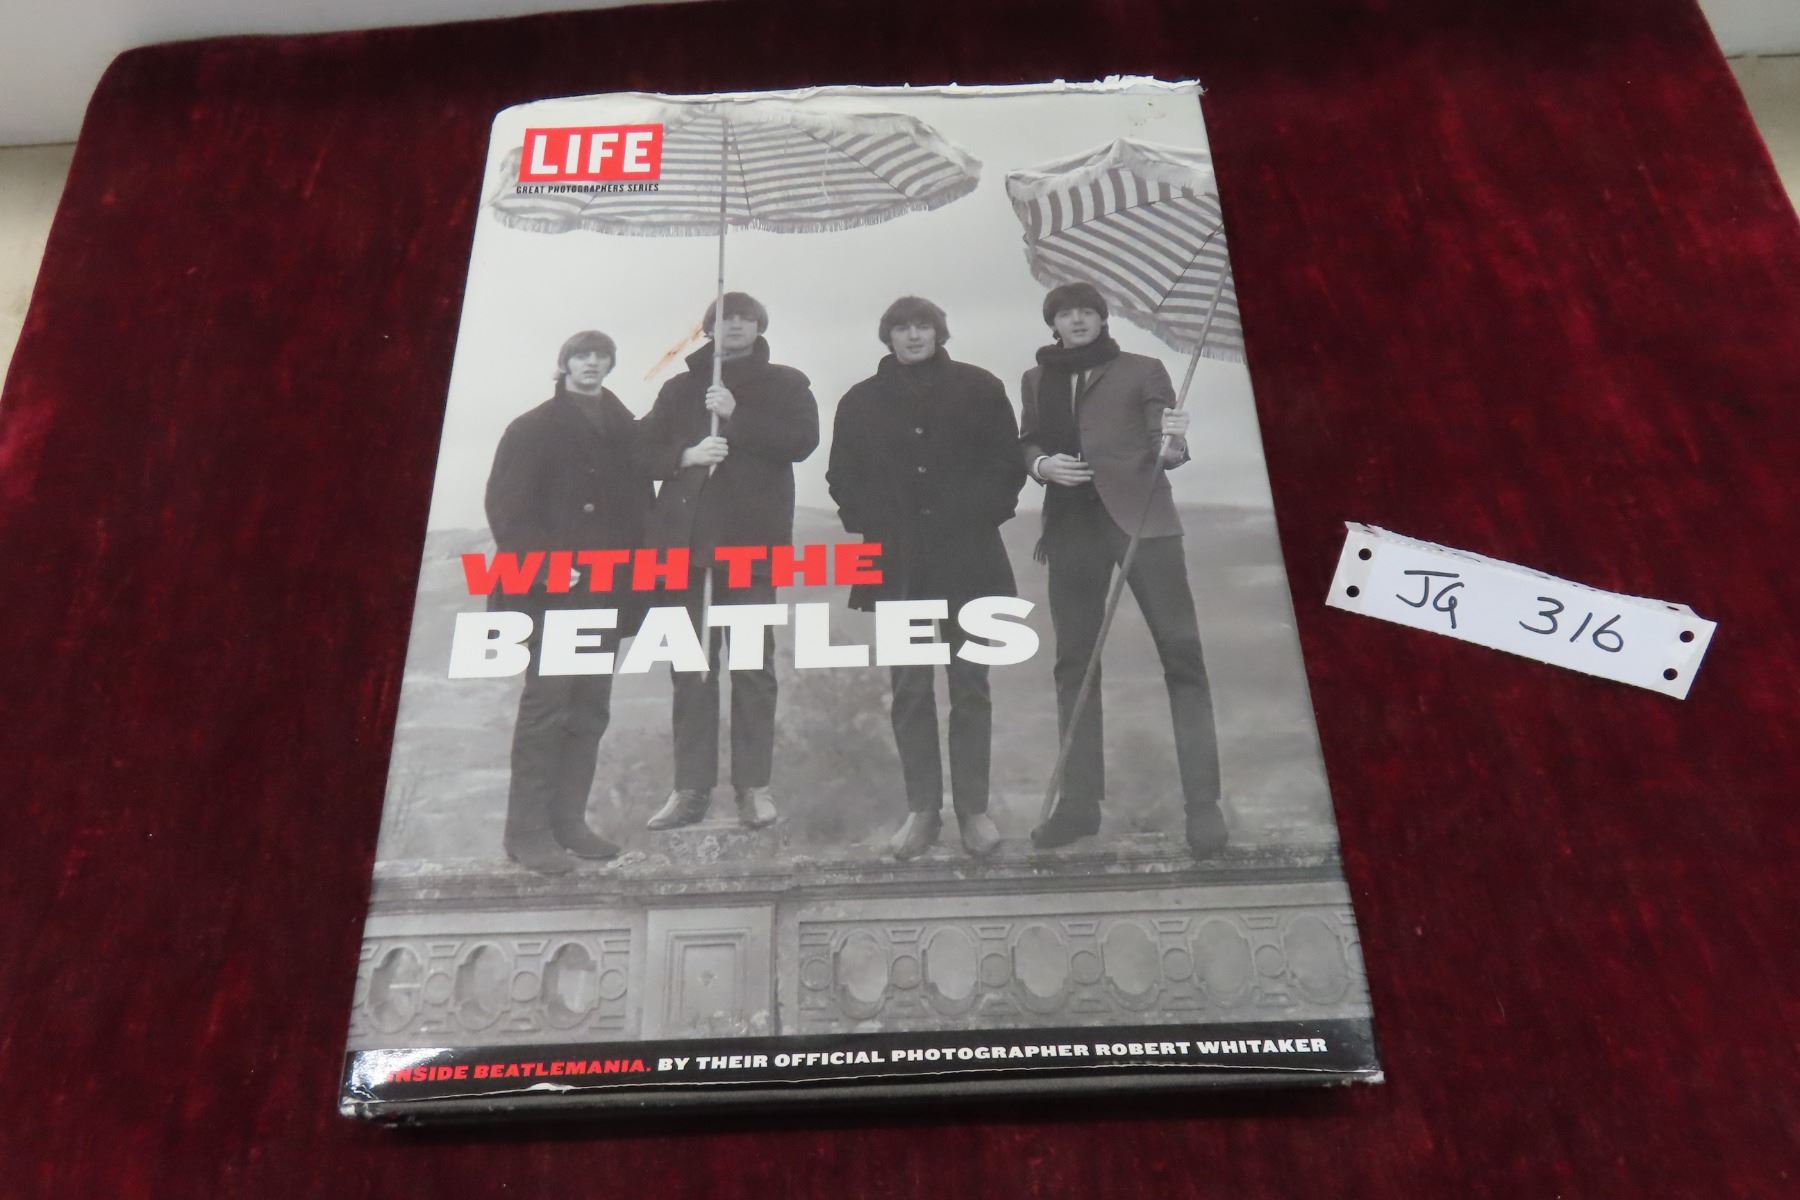 LIFE
GREAT PHOTOGRAPHERS SERIES
WITH THE
BEATLES
INSIDE BEATLEMANIA. BY THEIR OFFICIAL PHOTOGRAPHER ROBERT WHITAKER
JG 316